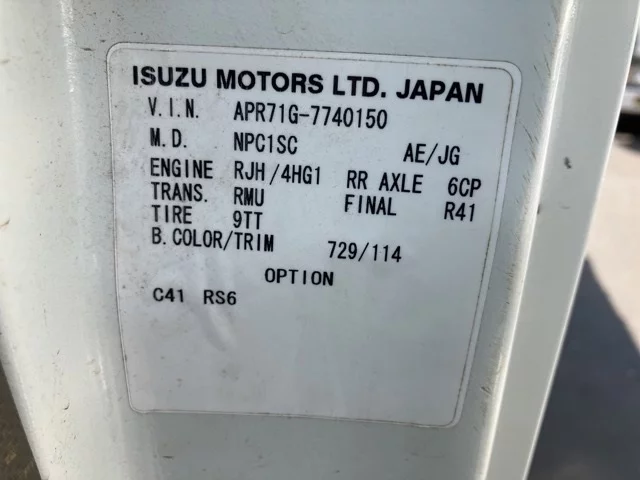 ISUZU MOTORS LTD. JAPAN
V.I.N. APR71G-7740150
M.D. NPC1SC AE/JG
ENGINE RJH/4HG1 RR AXLE 6CP
TRANS. RMU FINAL R41
TIRE 9TT
B.COLOR/TRIM 729/114
OPTION
C41 RS6